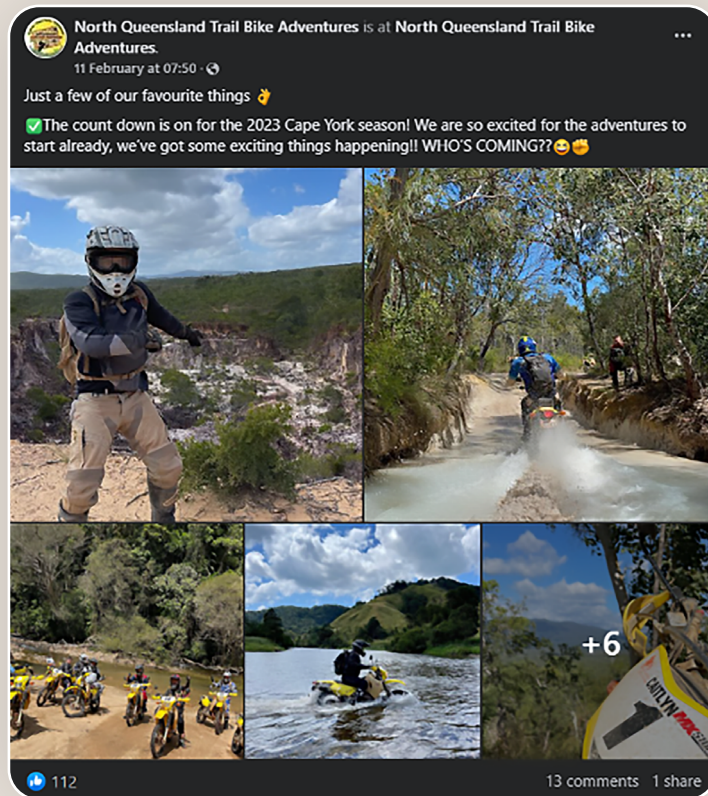 North Queensland Trail Bike Adventures is at North Queensland Trail Bike
Adventures.
11 February at 07:50 ·
Just a few of our favourite things 👌
✅The count down is on for the 2023 Cape York season! We are so excited for the adventures to
start already, we've got some exciting things happening!! WHO'S COMING??😄✊
+6
CAITLYN MX
1
112
13 comments 1 share